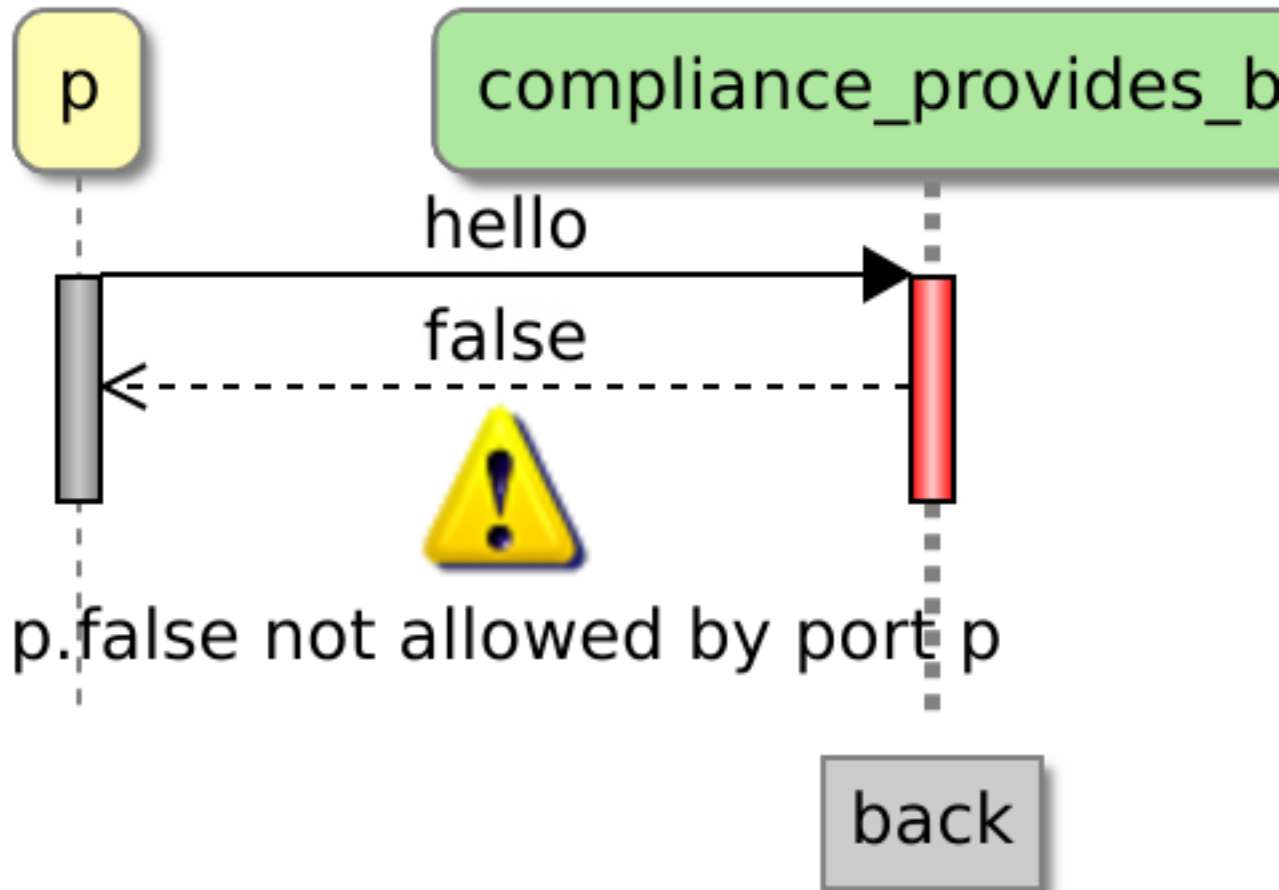 p
compliance_provides_b
hello
false
p.false not allowed by port p
back